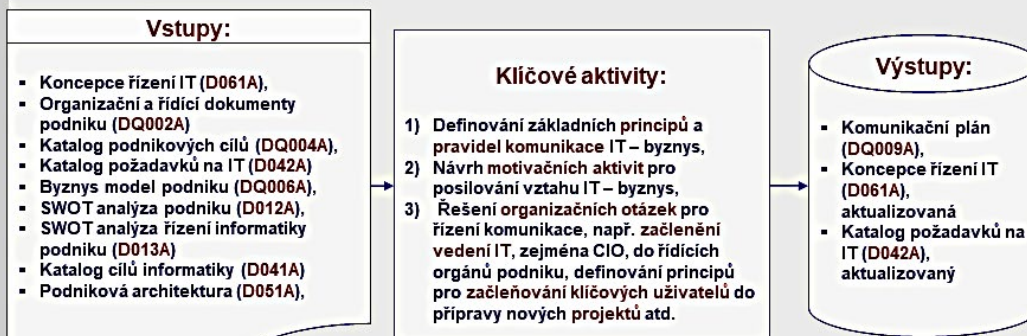 Vstupy:
▪ Koncepce řízení IT (D061A),
▪ Organizační a řídící dokumenty
podniku (DQ002A)
▪ Katalog podnikových cílů (DQ004A),
▪ Katalog požadavků na IT (D042A)
▪ Byznys model podniku (DQ006A),
▪ SWOT analýza podniku (D012A),
▪ SWOT analýza řízení informatiky
podniku (D013A)
▪ Katalog cílů informatiky (D041A)
▪ Podniková architektura (D051A),
Klíčové aktivity:
1) Definování základních principů a
pravidel komunikace IT – byznys,
2) Návrh motivačních aktivit pro
posilování vztahu IT – byznys,
3) Řešení organizačních otázek pro
řízení komunikace, např. začlenění
vedení IT, zejména CIO, do řídících
orgánů podniku, definování principů
pro začleňování klíčových uživatelů do
přípravy nových projektů atd.
Výstupy:
▪ Komunikační plán
(DQ009A),
▪ Koncepce řízení IT
(D061A),
aktualizovaná
▪ Katalog požadavků na
IT (D042A),
aktualizovaný